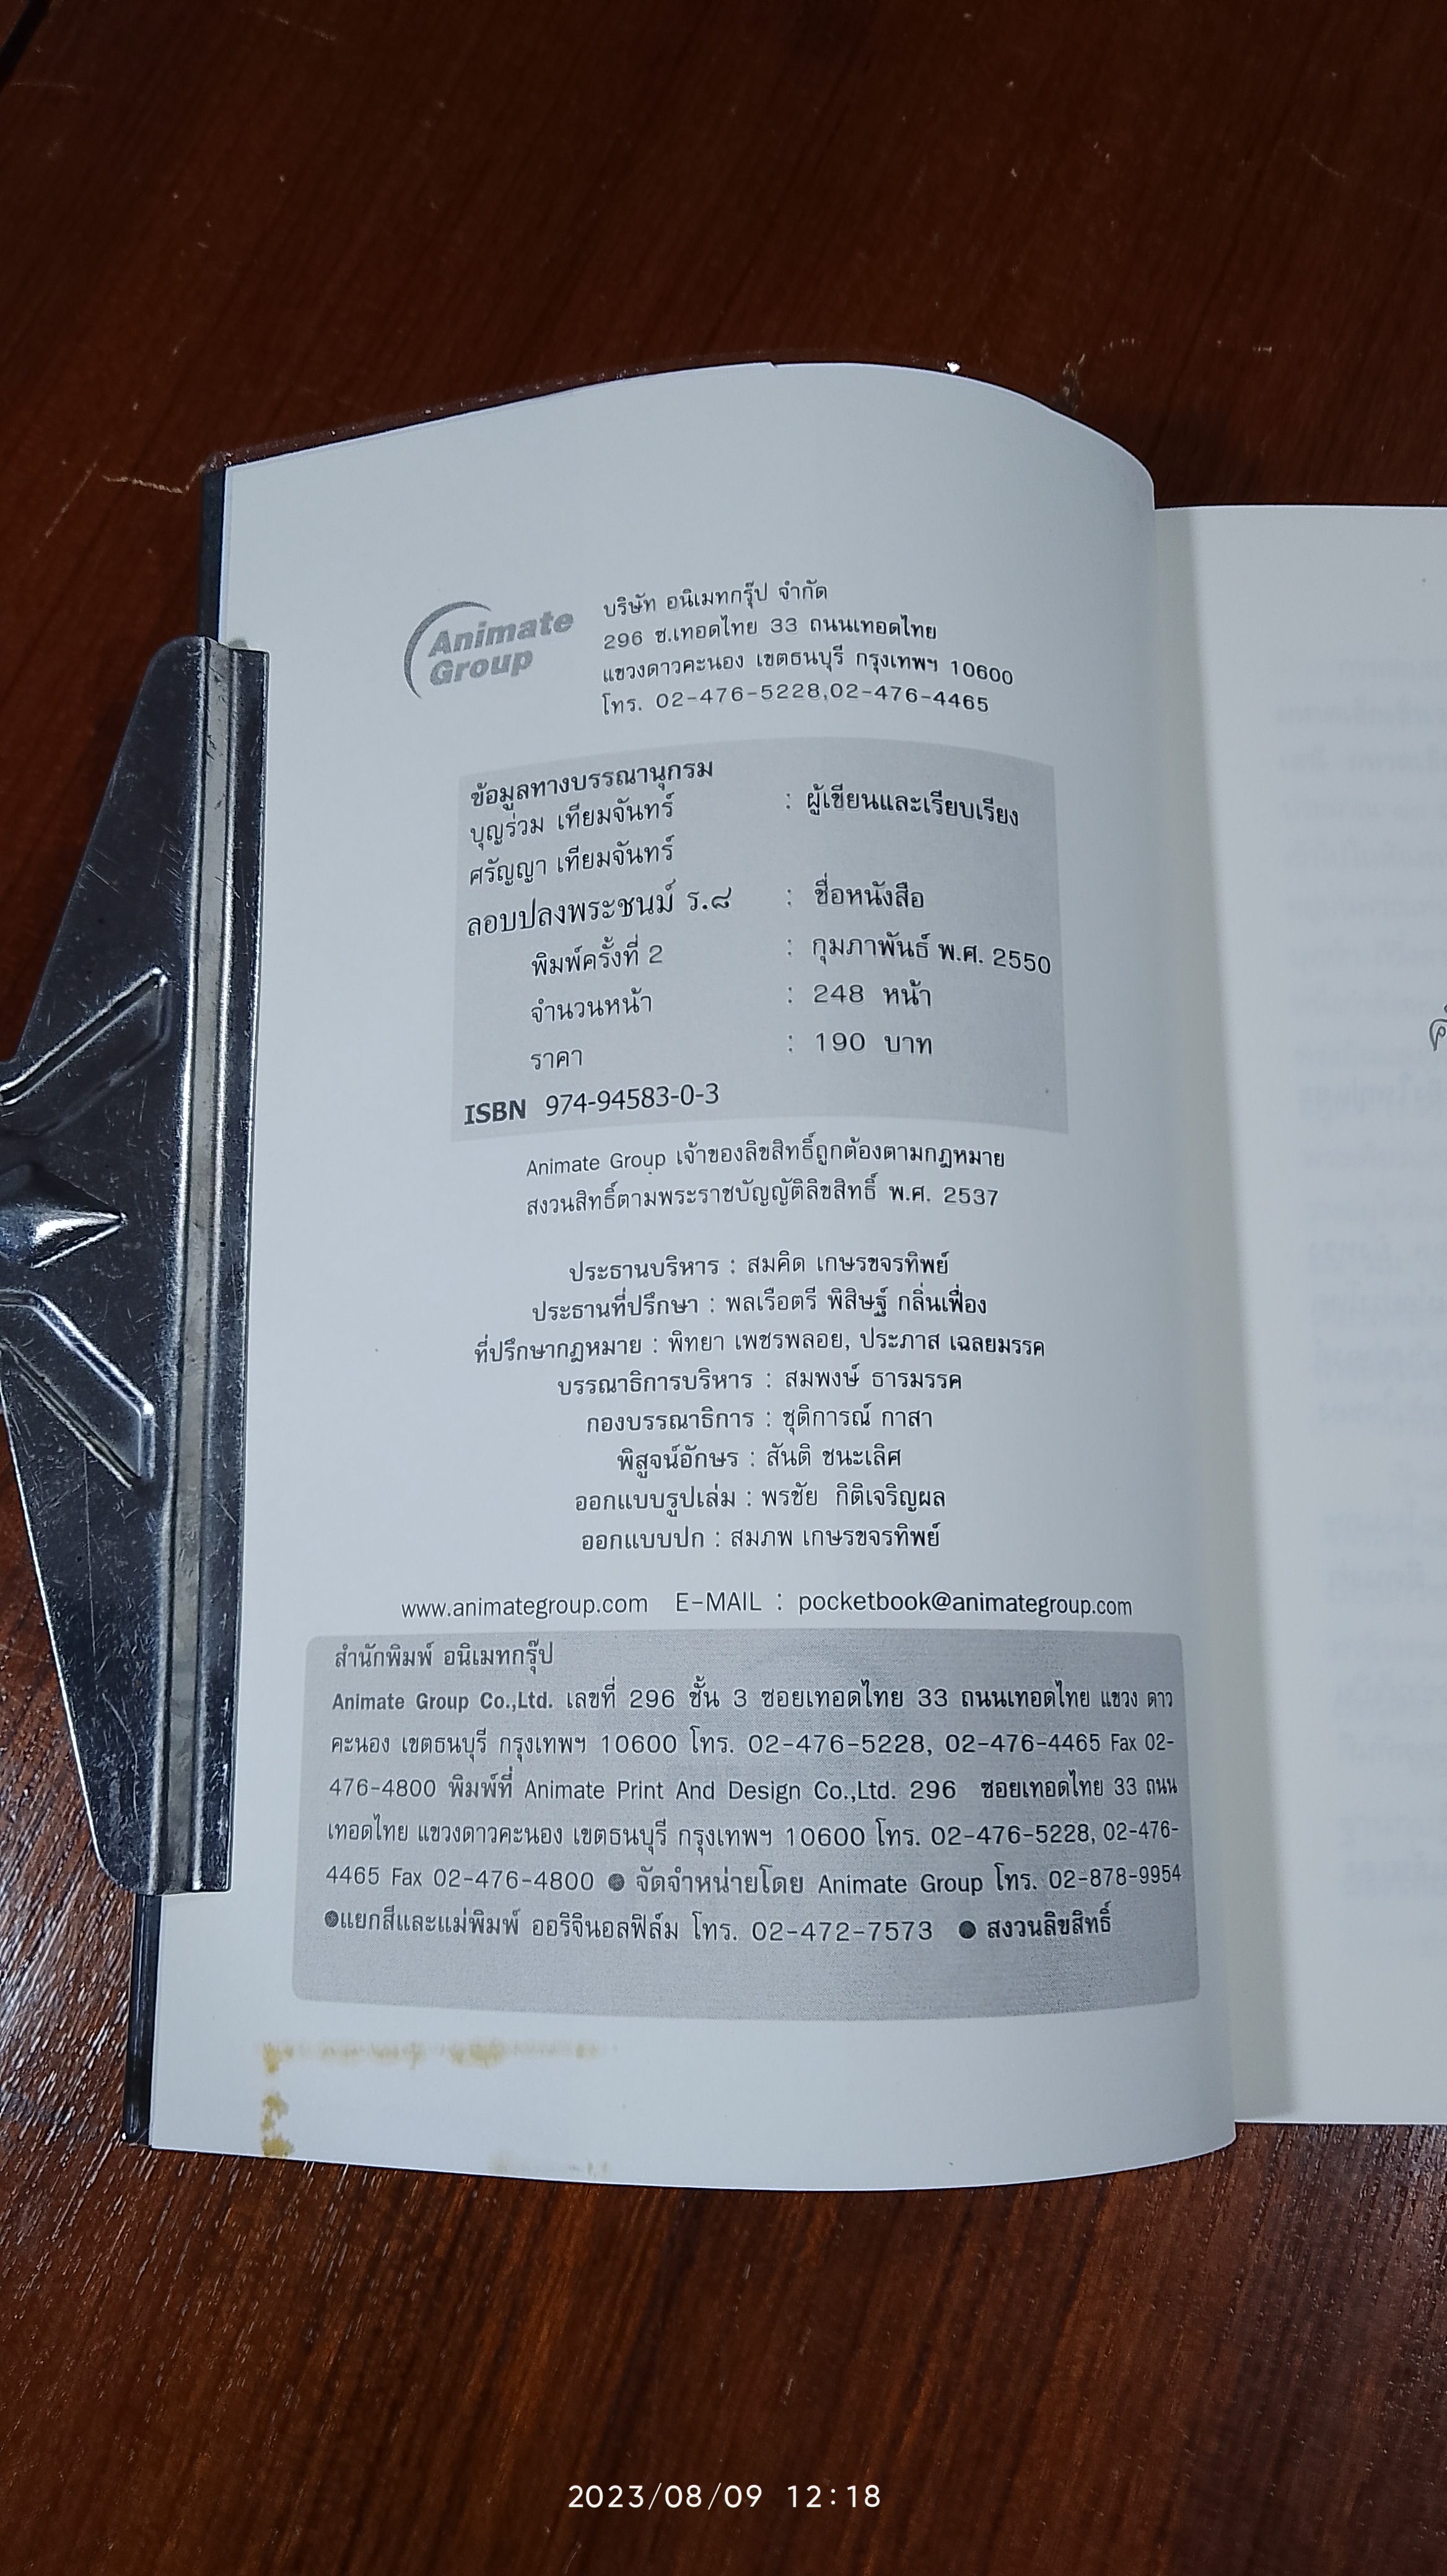 Animate
Group
บริษัท อนิเมทกรุ๊ป จำกัด
296 ซ.เทอดไทย 33 ถนนเทอดไทย
แขวงดาวคะนอง เขตธนบุรี กรุงเทพฯ 10600
โทร. 02-476-5228,02-476-4465
ข้อมูลทางบรรณานุกรม
บุญร่วม เทียมจันทร์ : ผู้เขียนและเรียบเรียง
ศรัญญา เทียมจันทร์
ลอบปลงพระชนม์ ร.๘ : ชื่อหนังสือ
พิมพ์ครั้งที่ 2 : กุมภาพันธ์ พ.ศ. 2550
จำนวนหน้า : 248 หน้า
ราคา : 190 บาท
ISBN 974-94583-0-3
Animate Group เจ้าของลิขสิทธิ์ถูกต้องตามกฎหมาย
สงวนสิทธิ์ตามพระราชบัญญัติลิขสิทธิ์ พ.ศ. 2537
ประธานบริหาร : สมคิด เกษรขจรทิพย์
ประธานที่ปรึกษา : พลเรือตรี พิสิษฐ์ กลิ่นเฟื่อง
ที่ปรึกษากฎหมาย : พิทยา เพชรพลอย, ประภาส เฉลยมรรค
บรรณาธิการบริหาร : สมพงษ์ ธารมรรค
กองบรรณาธิการ : ชุติการณ์ กาสา
พิสูจน์อักษร : สันติ ชนะเลิศ
ออกแบบรูปเล่ม : พรชัย กิติเจริญผล
ออกแบบปก : สมภพ เกษรขจรทิพย์
www.animategroup.com E-MAIL : pocketbook@animategroup.com
สำนักพิมพ์ อนิเมทกรุ๊ป
Animate Group Co.,Ltd. เลขที่ 296 ชั้น 3 ซอยเทอดไทย 33 ถนนเทอดไทย แขวง ดาว
คะนอง เขตธนบุรี กรุงเทพฯ 10600 โทร. 02-476-5228, 02-476-4465 Fax 02-
476-4800 พิมพ์ที่ Animate Print And Design Co.,Ltd. 296 ซอยเทอดไทย 33 ถนน
เทอดไทย แขวงดาวคะนอง เขตธนบุรี กรุงเทพฯ 10600 โทร. 02-476-5228, 02-476-
4465 Fax 02-476-4800 ● จัดจำหน่ายโดย Animate Group โทร. 02-878-9954
●แยกสีและแม่พิมพ์ ออริจินอลฟิล์ม โทร. 02-472-7573 ● สงวนลิขสิทธิ์
2023/08/09 12:18